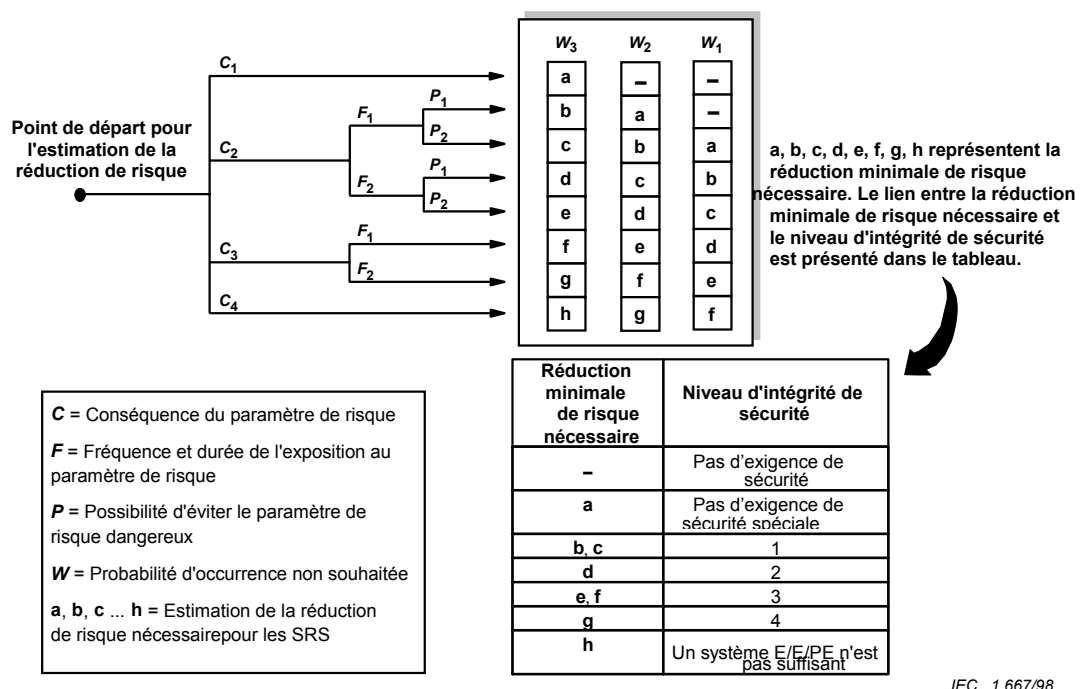 W3 W2 W1
C1
a – –
P1
b a –
F1
P2
c b a
Point de départ pour
l'estimation de la
réduction de risque
C2
P1
d c b
F2
P2
e d c
F1
f e d
C3
F2
g f e
C4
h g f
a, b, c, d, e, f, g, h représentent la
réduction minimale de risque
nécessaire. Le lien entre la réduction
minimale de risque nécessaire et
le niveau d'intégrité de sécurité
est présenté dans le tableau.
C = Conséquence du paramètre de risque
F = Fréquence et durée de l'exposition au
paramètre de risque
P = Possibilité d'éviter le paramètre de
risque dangereux
W = Probabilité d'occurrence non souhaitée
a, b, c ... h = Estimation de la réduction
de risque nécessairepour les SRS
Réduction
minimale
de risque
nécessaire
Niveau d'intégrité de
sécurité
–
Pas d'exigence de
sécurité
a
Pas d'exigence de
sécurité spéciale
b, c 1
d 2
e, f 3
g 4
h
Un système E/E/PE n'est
pas suffisant
IEC 1 667/98